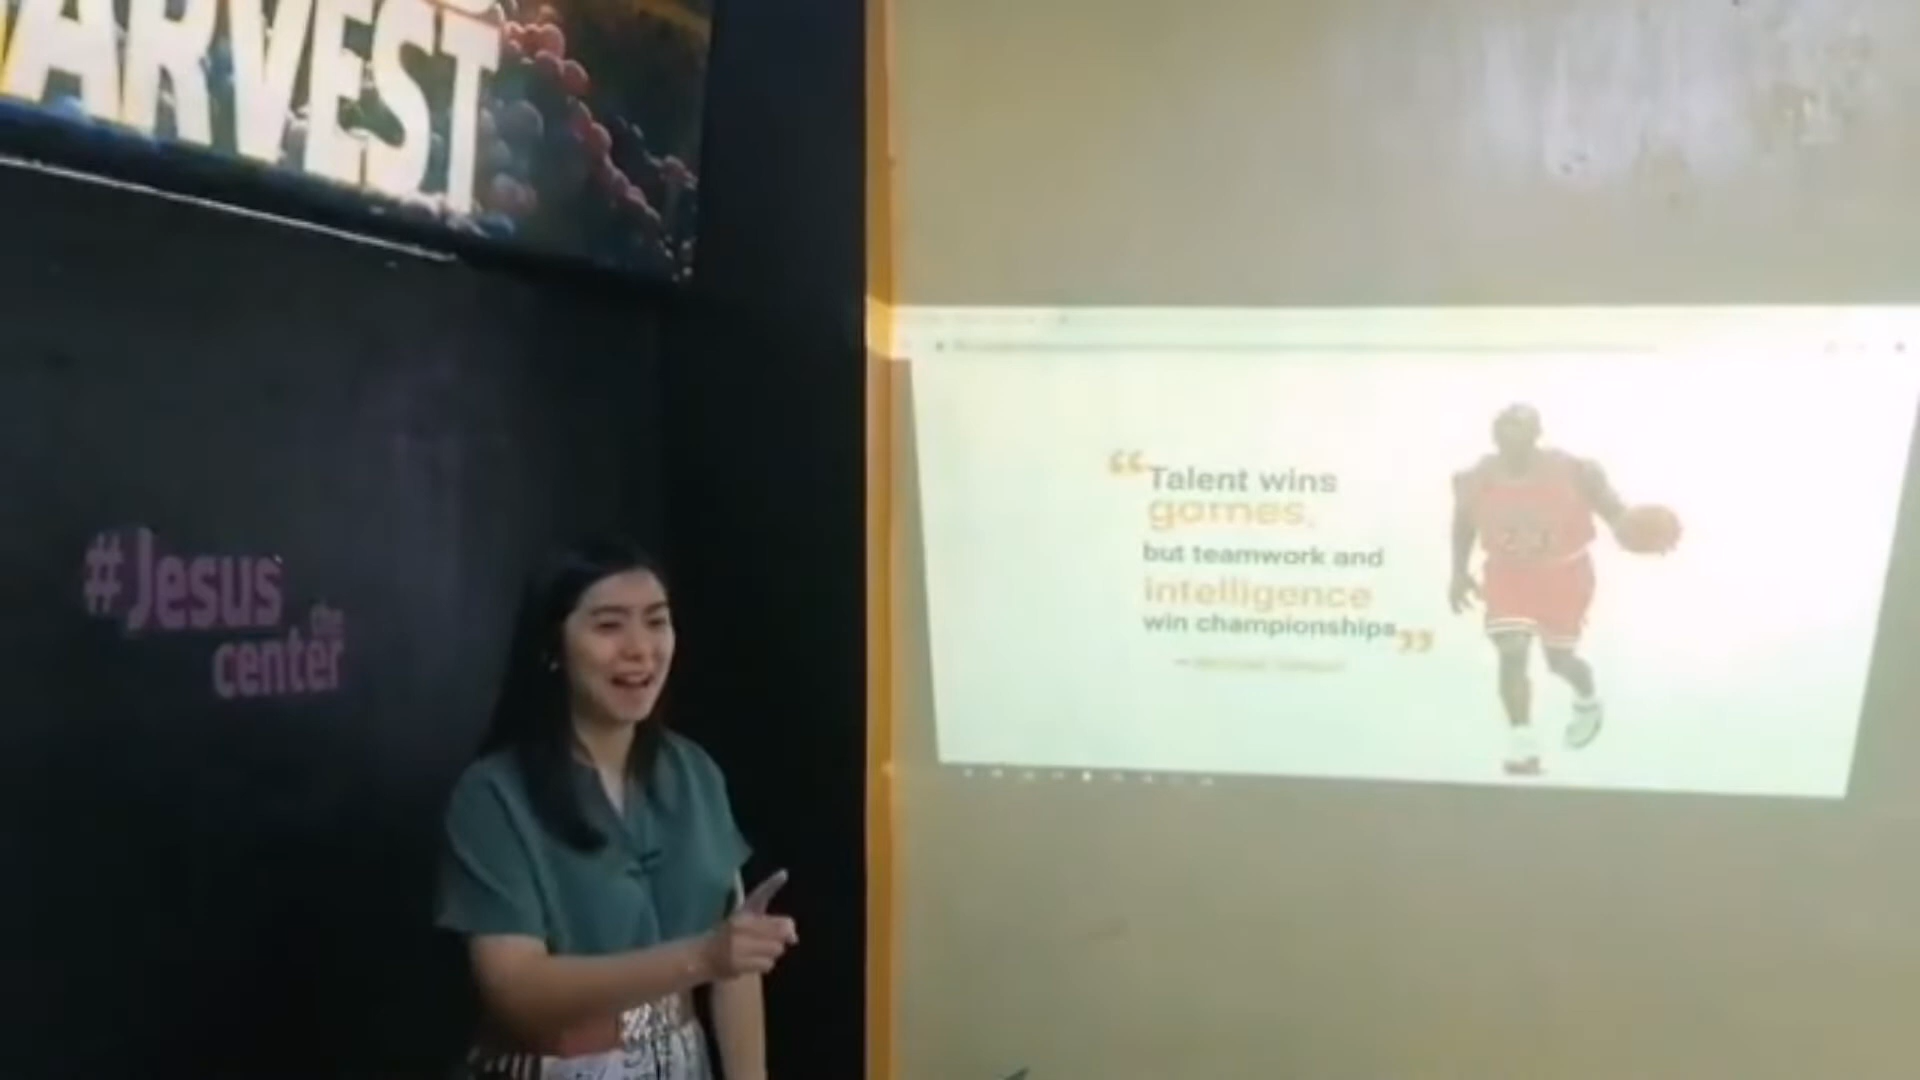 ARVEST
#Jesus
the
center
“Talent wins
games,
but teamwork and
intelligence
win championships”